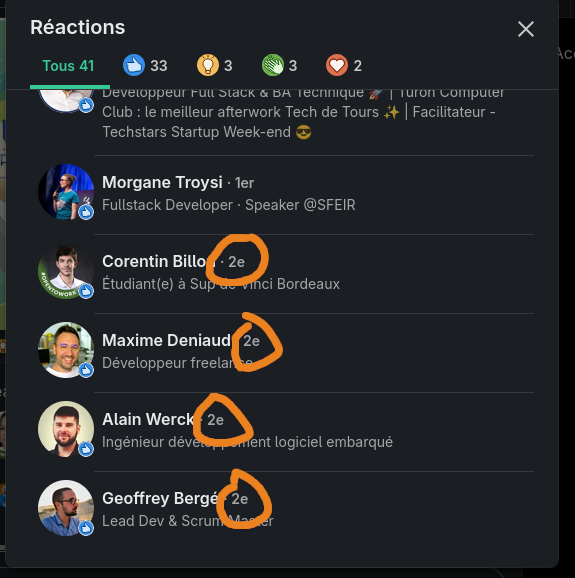 Réactions
Tous 41 33 3 3 2
Développeur Full Stack & BA Technique 🚀 | Turon Computer
Club : le meilleur afterwork Tech de Tours ✨ | Facilitateur -
Techstars Startup Week-end 😎
Morgane Troysi · 1er
Fullstack Developer · Speaker @SFEIR
Corentin Billou · 2e
#OPENTOWORK
Étudiant(e) à Sup de Vinci Bordeaux
Maxime Deniaud · 2e
Développeur freelance
Alain Werck · 2e
Ingénieur développement logiciel embarqué
Geoffrey Bergé · 2e
Lead Dev & Scrum Master